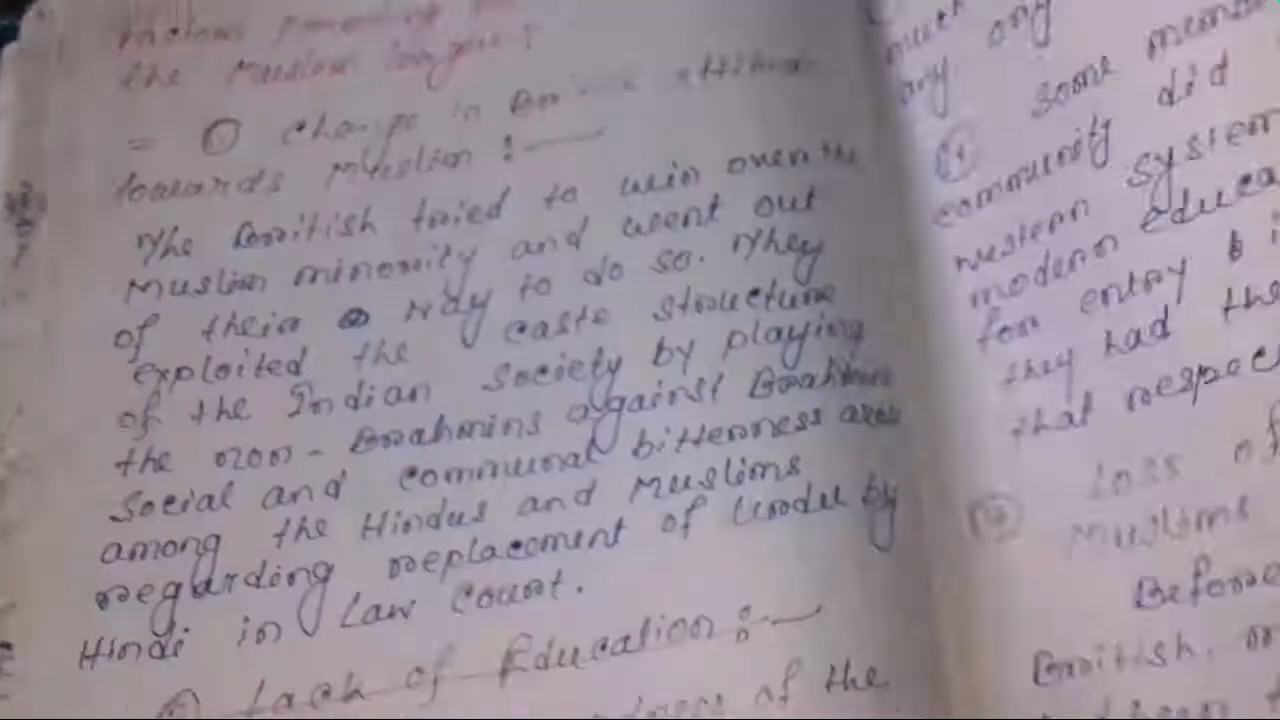 the Muslim league?
= ① Change in British attitude
towards Muslim :—
The British tried to win over the
Muslim minority and went out
of their way to do so. They
exploited the caste structure
of the Indian Society by playing
the non-Brahmins against Brahmins
Social and communal bitterness
among the Hindus and Muslims
regarding replacement of Urdu by
Hindi in Law Court.
Lack of Education :—
of the
any
any
some
community did
western system
modern
for entry
they had the
that respec
Loss of
Muslims
Before
British,